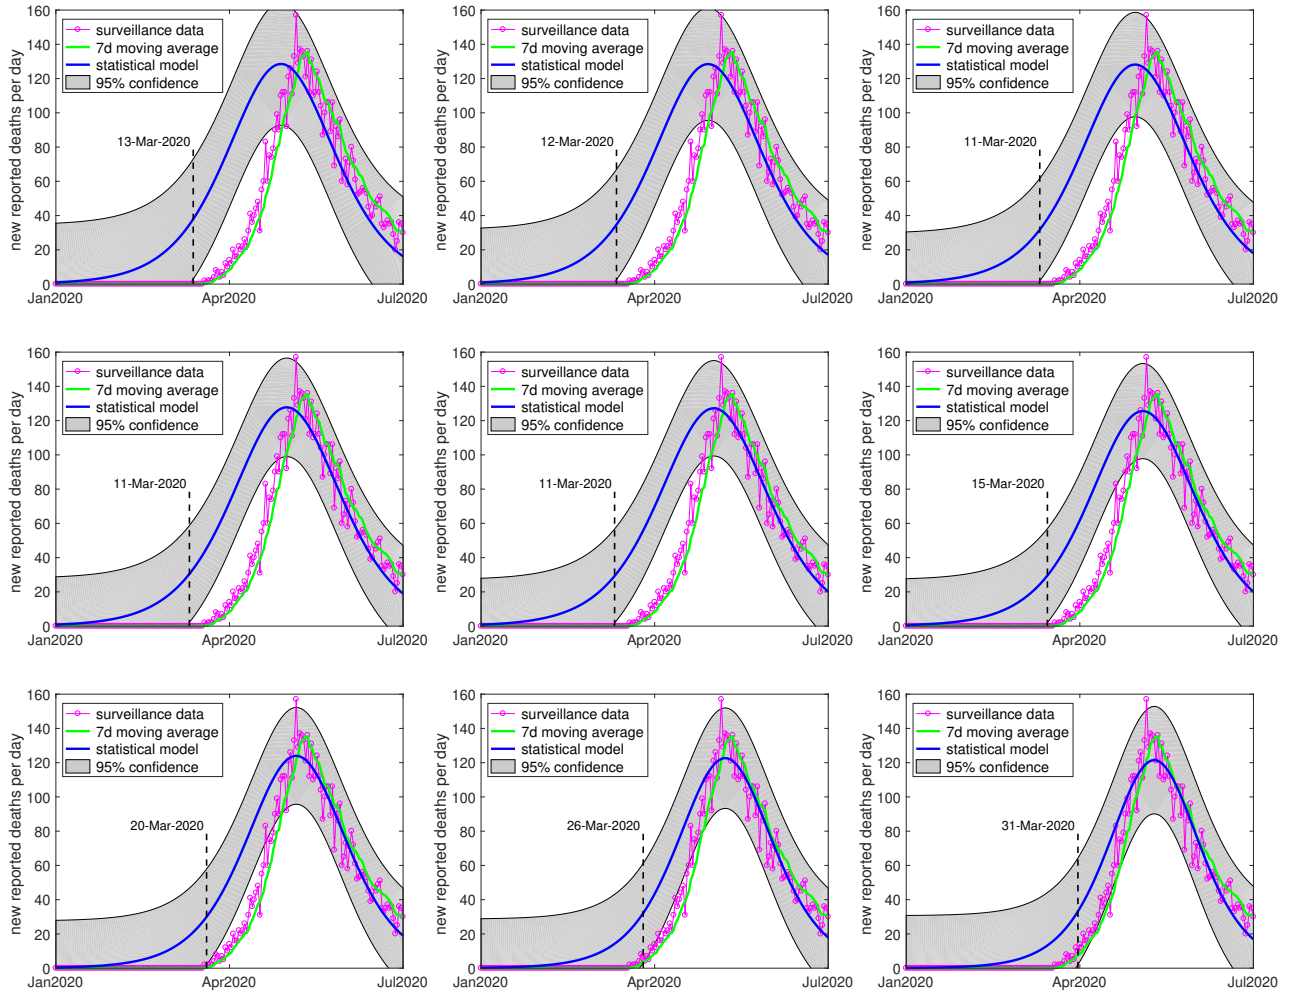 new reported deaths per day
160
140
120
100
80
60
40
20
0
surveillance data
7d moving average
statistical model
95% confidence
13-Mar-2020
Jan2020
Apr2020
Jul2020
new reported deaths per day
160
140
120
100
80
60
40
20
0
surveillance data
7d moving average
statistical model
95% confidence
12-Mar-2020
Jan2020
Apr2020
Jul2020
new reported deaths per day
160
140
120
100
80
60
40
20
0
surveillance data
7d moving average
statistical model
95% confidence
11-Mar-2020
Jan2020
Apr2020
Jul2020
new reported deaths per day
160
140
120
100
80
60
40
20
0
surveillance data
7d moving average
statistical model
95% confidence
11-Mar-2020
Jan2020
Apr2020
Jul2020
new reported deaths per day
160
140
120
100
80
60
40
20
0
surveillance data
7d moving average
statistical model
95% confidence
11-Mar-2020
Jan2020
Apr2020
Jul2020
new reported deaths per day
160
140
120
100
80
60
40
20
0
surveillance data
7d moving average
statistical model
95% confidence
15-Mar-2020
Jan2020
Apr2020
Jul2020
new reported deaths per day
160
140
120
100
80
60
40
20
0
surveillance data
7d moving average
statistical model
95% confidence
20-Mar-2020
Jan2020
Apr2020
Jul2020
new reported deaths per day
160
140
120
100
80
60
40
20
0
surveillance data
7d moving average
statistical model
95% confidence
26-Mar-2020
Jan2020
Apr2020
Jul2020
new reported deaths per day
160
140
120
100
80
60
40
20
0
surveillance data
7d moving average
statistical model
95% confidence
31-Mar-2020
Jan2020
Apr2020
Jul2020